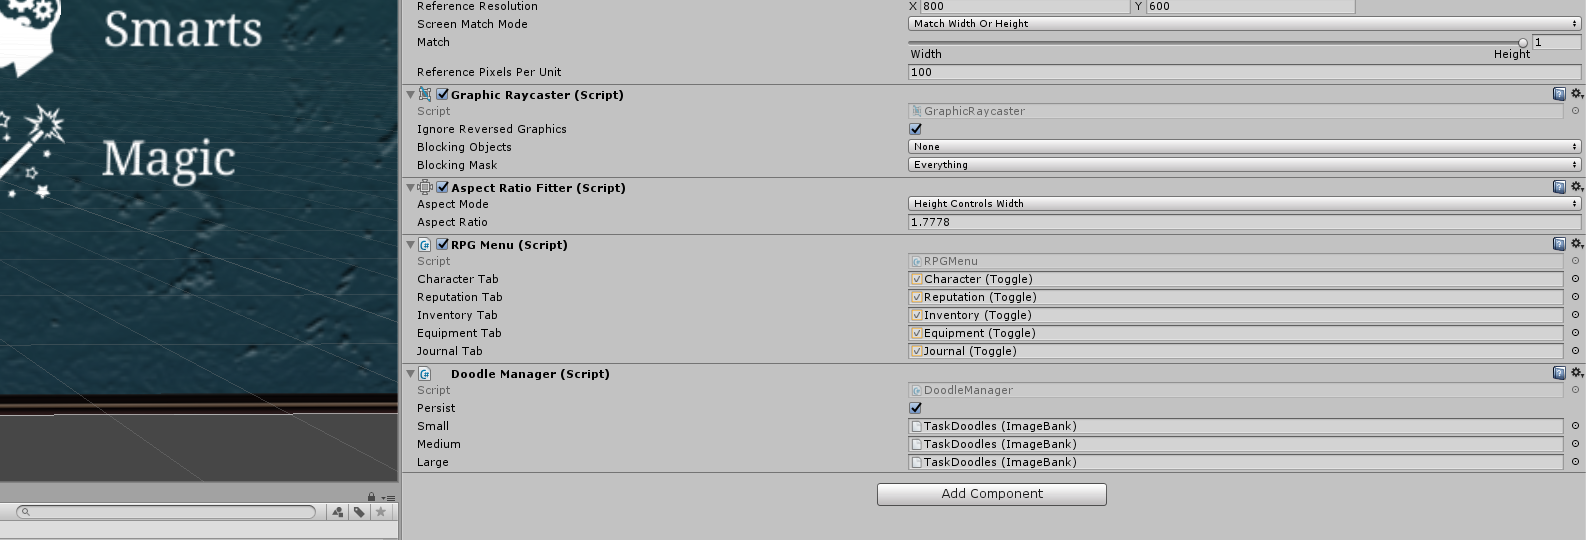 Smarts
Magic
Reference Resolution X 800 Y 600
Screen Match Mode Match Width Or Height
Match 1
Width Height
Reference Pixels Per Unit 100
Graphic Raycaster (Script)
Script GraphicRaycaster
Ignore Reversed Graphics
Blocking Objects None
Blocking Mask Everything
Aspect Ratio Fitter (Script)
Aspect Mode Height Controls Width
Aspect Ratio 1.7778
RPG Menu (Script)
Script RPGMenu
Character Tab Character (Toggle)
Reputation Tab Reputation (Toggle)
Inventory Tab Inventory (Toggle)
Equipment Tab Equipment (Toggle)
Journal Tab Journal (Toggle)
Doodle Manager (Script)
Script DoodleManager
Persist
Small TaskDoodles (ImageBank)
Medium TaskDoodles (ImageBank)
Large TaskDoodles (ImageBank)
Add Component